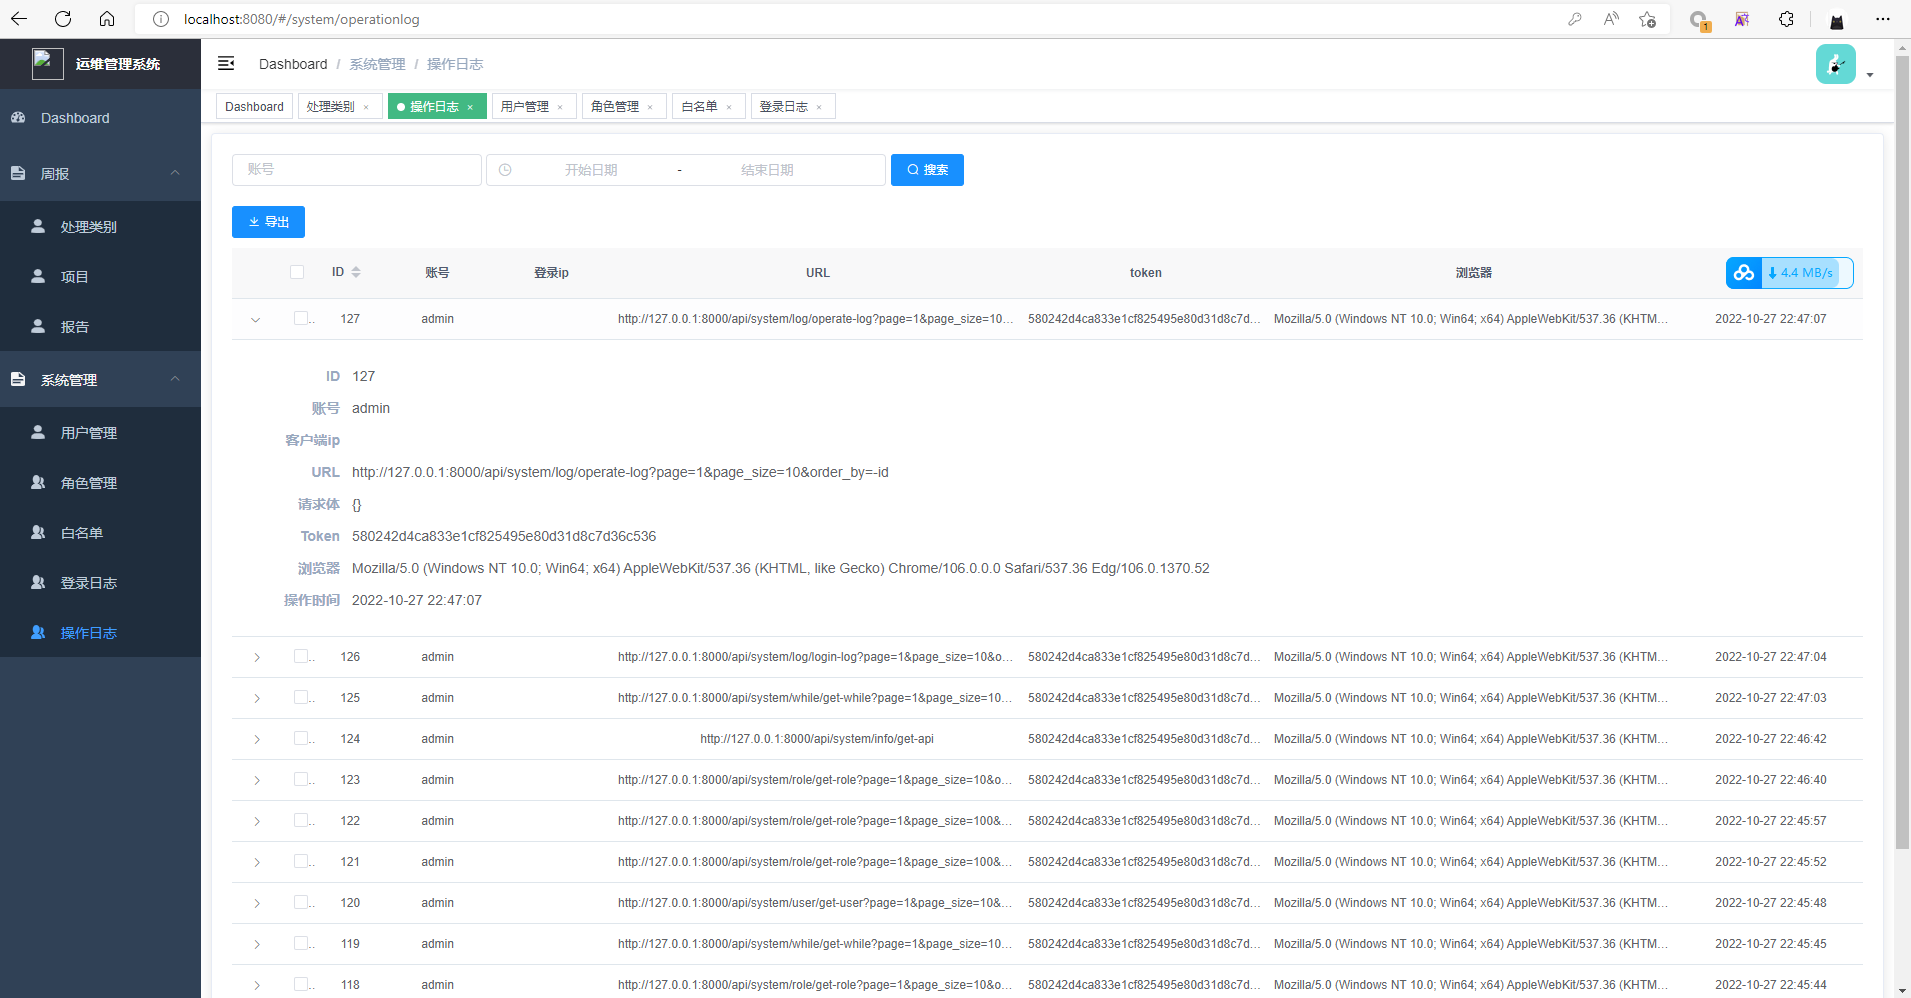 localhost:8080/#/system/operationlog
1
运维管理系统
Dashboard / 系统管理 / 操作日志
Dashboard
处理类别 ×
操作日志 ×
用户管理 ×
角色管理 ×
白名单 ×
登录日志 ×
Dashboard
周报
处理类别
项目
报告
系统管理
用户管理
角色管理
白名单
登录日志
操作日志
账号
开始日期 - 结束日期
搜索
导出
ID 账号 登录ip URL token 浏览器 4.4 MB/s
127 admin http://127.0.0.1:8000/api/system/log/operate-log?page=1&page_size=10... 580242d4ca833e1cf825495e80d31d8c7d... Mozilla/5.0 (Windows NT 10.0; Win64; x64) AppleWebKit/537.36 (KHTM... 2022-10-27 22:47:07
ID 127
账号 admin
客户端ip
URL http://127.0.0.1:8000/api/system/log/operate-log?page=1&page_size=10&order_by=-id
请求体 {}
Token 580242d4ca833e1cf825495e80d31d8c7d36c536
浏览器 Mozilla/5.0 (Windows NT 10.0; Win64; x64) AppleWebKit/537.36 (KHTML, like Gecko) Chrome/106.0.0.0 Safari/537.36 Edg/106.0.1370.52
操作时间 2022-10-27 22:47:07
126 admin http://127.0.0.1:8000/api/system/log/login-log?page=1&page_size=10&o... 580242d4ca833e1cf825495e80d31d8c7d... Mozilla/5.0 (Windows NT 10.0; Win64; x64) AppleWebKit/537.36 (KHTM... 2022-10-27 22:47:04
125 admin http://127.0.0.1:8000/api/system/while/get-while?page=1&page_size=10... 580242d4ca833e1cf825495e80d31d8c7d... Mozilla/5.0 (Windows NT 10.0; Win64; x64) AppleWebKit/537.36 (KHTM... 2022-10-27 22:47:03
124 admin http://127.0.0.1:8000/api/system/info/get-api 580242d4ca833e1cf825495e80d31d8c7d... Mozilla/5.0 (Windows NT 10.0; Win64; x64) AppleWebKit/537.36 (KHTM... 2022-10-27 22:46:42
123 admin http://127.0.0.1:8000/api/system/role/get-role?page=1&page_size=10&o... 580242d4ca833e1cf825495e80d31d8c7d... Mozilla/5.0 (Windows NT 10.0; Win64; x64) AppleWebKit/537.36 (KHTM... 2022-10-27 22:46:40
122 admin http://127.0.0.1:8000/api/system/role/get-role?page=1&page_size=100&... 580242d4ca833e1cf825495e80d31d8c7d... Mozilla/5.0 (Windows NT 10.0; Win64; x64) AppleWebKit/537.36 (KHTM... 2022-10-27 22:45:57
121 admin http://127.0.0.1:8000/api/system/role/get-role?page=1&page_size=100&... 580242d4ca833e1cf825495e80d31d8c7d... Mozilla/5.0 (Windows NT 10.0; Win64; x64) AppleWebKit/537.36 (KHTM... 2022-10-27 22:45:52
120 admin http://127.0.0.1:8000/api/system/user/get-user?page=1&page_size=10&... 580242d4ca833e1cf825495e80d31d8c7d... Mozilla/5.0 (Windows NT 10.0; Win64; x64) AppleWebKit/537.36 (KHTM... 2022-10-27 22:45:48
119 admin http://127.0.0.1:8000/api/system/while/get-while?page=1&page_size=10... 580242d4ca833e1cf825495e80d31d8c7d... Mozilla/5.0 (Windows NT 10.0; Win64; x64) AppleWebKit/537.36 (KHTM... 2022-10-27 22:45:45
118 admin http://127.0.0.1:8000/api/system/role/get-role?page=1&page_size=10&o... 580242d4ca833e1cf825495e80d31d8c7d... Mozilla/5.0 (Windows NT 10.0; Win64; x64) AppleWebKit/537.36 (KHTM... 2022-10-27 22:45:44